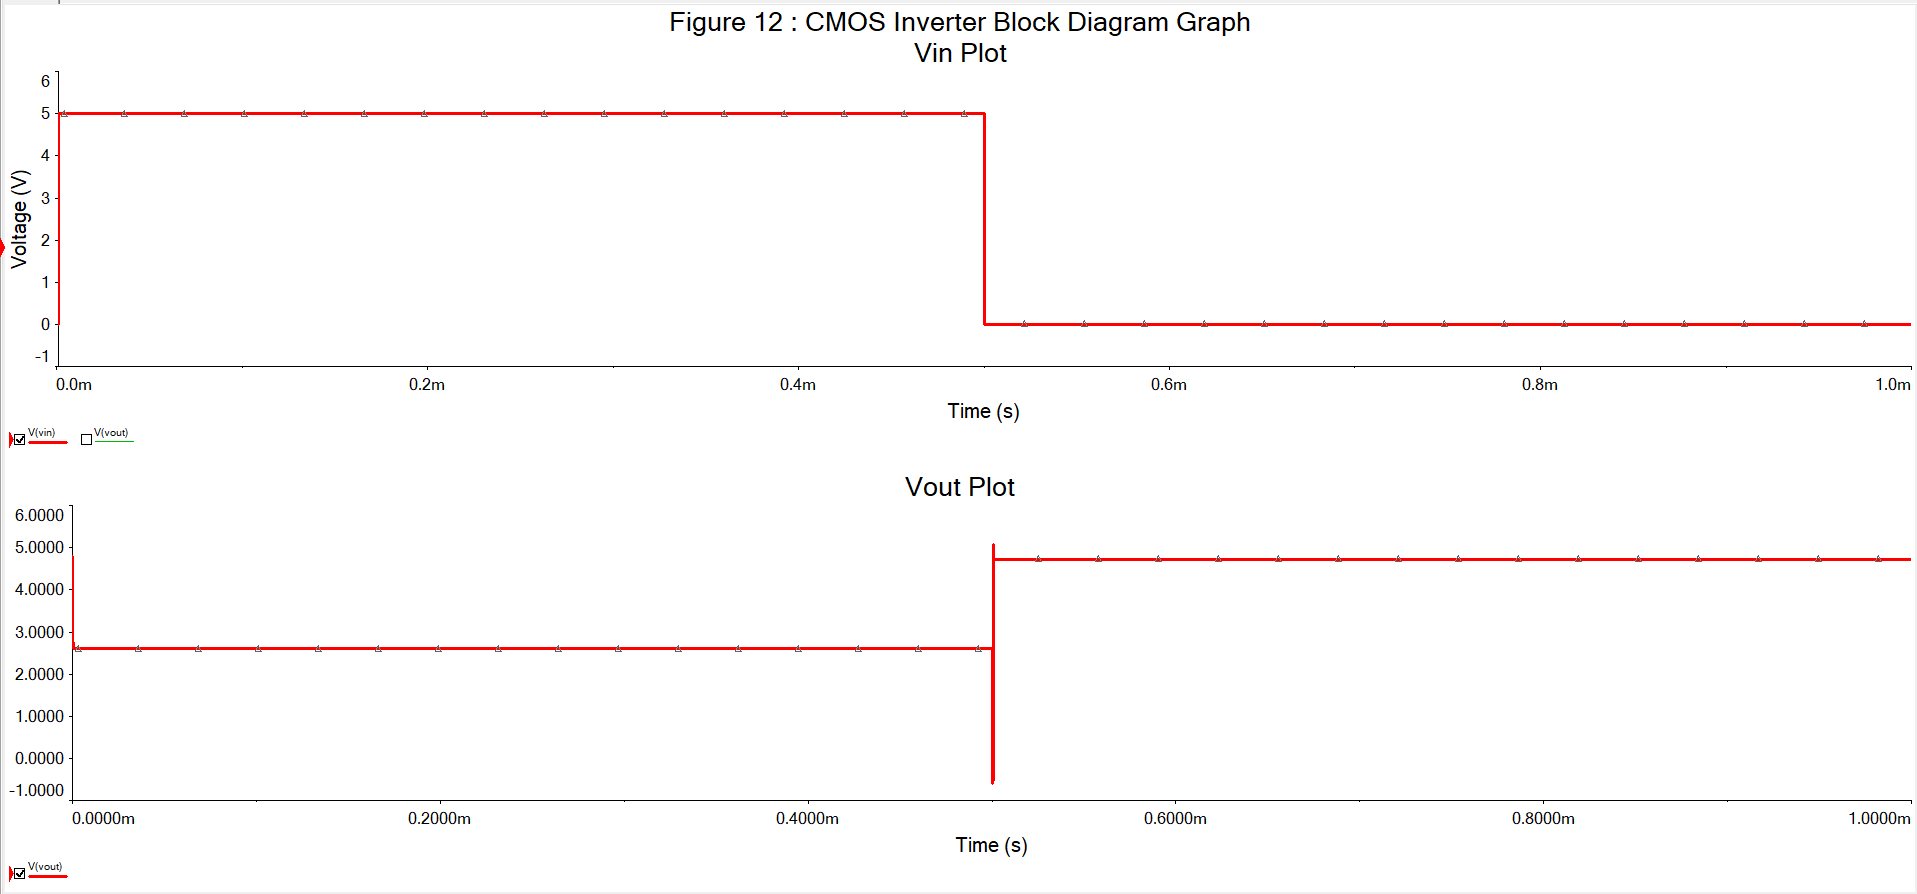 Figure 12 : CMOS Inverter Block Diagram Graph
Vin Plot
6
5
4
3
2
1
0
-1
Voltage (V)
0.0m 0.2m 0.4m 0.6m 0.8m 1.0m
Time (s)
V(vin) V(vout)
Vout Plot
6.0000
5.0000
4.0000
3.0000
2.0000
1.0000
0.0000
-1.0000
0.0000m 0.2000m 0.4000m 0.6000m 0.8000m 1.0000m
Time (s)
V(vout)